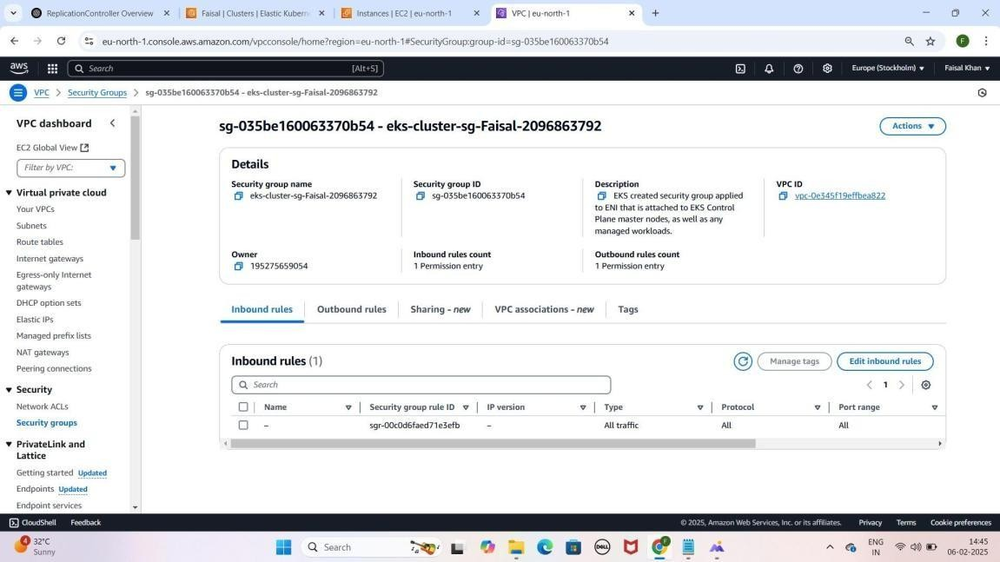 ReplicationController Overview
Faisal | Clusters | Elastic Kubern
Instances | EC2 | eu-north-1
VPC | eu-north-1
eu-north-1.console.aws.amazon.com/vpcconsole/home?region=eu-north-1#SecurityGroup:group-id=sg-035be160063370b54
F
aws
Search
[Alt+S]
Europe (Stockholm)
Faisal Khan
VPC > Security Groups > sg-035be160063370b54 - eks-cluster-sg-Faisal-2096863792
VPC dashboard
EC2 Global View
Filter by VPC:
Virtual private cloud
Your VPCs
Subnets
Route tables
Internet gateways
Egress-only Internet
gateways
DHCP option sets
Elastic IPs
Managed prefix lists
NAT gateways
Peering connections
Security
Network ACLs
Security groups
PrivateLink and
Lattice
Getting started Updated
Endpoints Updated
Endpoint services
sg-035be160063370b54 - eks-cluster-sg-Faisal-2096863792
Actions
Details
Security group name
eks-cluster-sg-Faisal-2096863792
Security group ID
sg-035be160063370b54
Description
EKS created security group applied
to ENI that is attached to EKS Control
Plane master nodes, as well as any
managed workloads.
VPC ID
vpc-0e345f19effbea822
Owner
195275659054
Inbound rules count
1 Permission entry
Outbound rules count
1 Permission entry
Inbound rules
Outbound rules
Sharing - new
VPC associations - new
Tags
Inbound rules (1)
Manage tags
Edit inbound rules
Search
1
Name
Security group rule ID
IP version
Type
Protocol
Port range
–
sgr-00c0d6faed71e3efb
–
All traffic
All
All
CloudShell
Feedback
© 2025, Amazon Web Services, Inc. or its affiliates.
Privacy
Terms
Cookie preferences
4
32°C
Sunny
Search
DELL
F
ENG
IN
14:45
06-02-2025